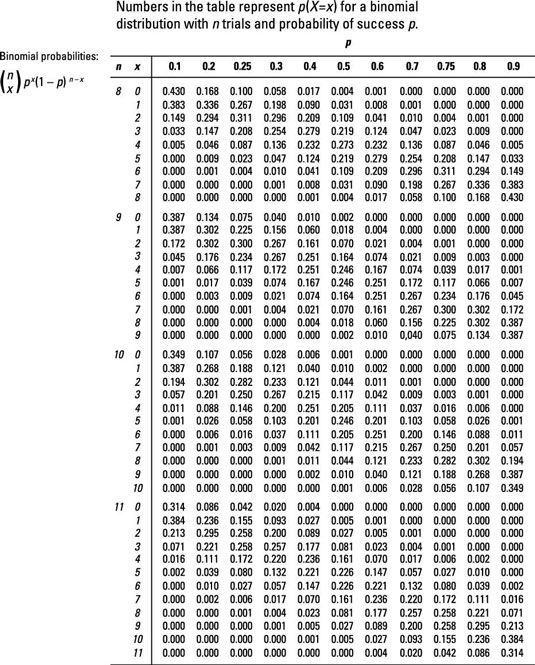 Numbers in the table represent p(X=x) for a binomial
distribution with n trials and probability of success p.
Binomial probabilities:
(n x) pˣ(1 – p) ⁿ⁻ˣ
p
n x 0.1 0.2 0.25 0.3 0.4 0.5 0.6 0.7 0.75 0.8 0.9
8 0 0.430 0.168 0.100 0.058 0.017 0.004 0.001 0.000 0.000 0.000 0.000
1 0.383 0.336 0.267 0.198 0.090 0.031 0.008 0.001 0.000 0.000 0.000
2 0.149 0.294 0.311 0.296 0.209 0.109 0.041 0.010 0.004 0.001 0.000
3 0.033 0.147 0.208 0.254 0.279 0.219 0.124 0.047 0.023 0.009 0.000
4 0.005 0.046 0.087 0.136 0.232 0.273 0.232 0.136 0.087 0.046 0.005
5 0.000 0.009 0.023 0.047 0.124 0.219 0.279 0.254 0.208 0.147 0.033
6 0.000 0.001 0.004 0.010 0.041 0.109 0.209 0.296 0.311 0.294 0.149
7 0.000 0.000 0.000 0.001 0.008 0.031 0.090 0.198 0.267 0.336 0.383
8 0.000 0.000 0.000 0.000 0.001 0.004 0.017 0.058 0.100 0.168 0.430
9 0 0.387 0.134 0.075 0.040 0.010 0.002 0.000 0.000 0.000 0.000 0.000
1 0.387 0.302 0.225 0.156 0.060 0.018 0.004 0.000 0.000 0.000 0.000
2 0.172 0.302 0.300 0.267 0.161 0.070 0.021 0.004 0.001 0.000 0.000
3 0.045 0.176 0.234 0.267 0.251 0.164 0.074 0.021 0.009 0.003 0.000
4 0.007 0.066 0.117 0.172 0.251 0.246 0.167 0.074 0.039 0.017 0.001
5 0.001 0.017 0.039 0.074 0.167 0.246 0.251 0.172 0.117 0.066 0.007
6 0.000 0.003 0.009 0.021 0.074 0.164 0.251 0.267 0.234 0.176 0.045
7 0.000 0.000 0.001 0.004 0.021 0.070 0.161 0.267 0.300 0.302 0.172
8 0.000 0.000 0.000 0.000 0.004 0.018 0.060 0.156 0.225 0.302 0.387
9 0.000 0.000 0.000 0.000 0.000 0.002 0.010 0,040 0.075 0.134 0.387
10 0 0.349 0.107 0.056 0.028 0.006 0.001 0.000 0.000 0.000 0.000 0.000
1 0.387 0.268 0.188 0.121 0.040 0.010 0.002 0.000 0.000 0.000 0.000
2 0.194 0.302 0.282 0.233 0.121 0.044 0.011 0.001 0.000 0.000 0.000
3 0.057 0.201 0.250 0.267 0.215 0.117 0.042 0.009 0.003 0.001 0.000
4 0.011 0.088 0.146 0.200 0.251 0.205 0.111 0.037 0.016 0.006 0.000
5 0.001 0.026 0.058 0.103 0.201 0.246 0.201 0.103 0.058 0.026 0.001
6 0.000 0.006 0.016 0.037 0.111 0.205 0.251 0.200 0.146 0.088 0.011
7 0.000 0.001 0.003 0.009 0.042 0.117 0.215 0.267 0.250 0.201 0.057
8 0.000 0.000 0.000 0.001 0.011 0.044 0.121 0.233 0.282 0.302 0.194
9 0.000 0.000 0.000 0.000 0.002 0.010 0.040 0.121 0.188 0.268 0.387
10 0.000 0.000 0.000 0.000 0.000 0.001 0.006 0.028 0.056 0.107 0.349
11 0 0.314 0.086 0.042 0.020 0.004 0.000 0.000 0.000 0.000 0.000 0.000
1 0.384 0.236 0.155 0.093 0.027 0.005 0.001 0.000 0.000 0.000 0.000
2 0.213 0.295 0.258 0.200 0.089 0.027 0.005 0.001 0.000 0.000 0.000
3 0.071 0.221 0.258 0.257 0.177 0.081 0.023 0.004 0.001 0.000 0.000
4 0.016 0.111 0.172 0.220 0.236 0.161 0.070 0.017 0.006 0.002 0.000
5 0.002 0.039 0.080 0.132 0.221 0.226 0.147 0.057 0.027 0.010 0.000
6 0.000 0.010 0.027 0.057 0.147 0.226 0.221 0.132 0.080 0.039 0.002
7 0.000 0.002 0.006 0.017 0.070 0.161 0.236 0.220 0.172 0.111 0.016
8 0.000 0.000 0.001 0.004 0.023 0.081 0.177 0.257 0.258 0.221 0.071
9 0.000 0.000 0.000 0.001 0.005 0.027 0.089 0.200 0.258 0.295 0.213
10 0.000 0.000 0.000 0.000 0.001 0.005 0.027 0.093 0.155 0.236 0.384
11 0.000 0.000 0.000 0.000 0.000 0.000 0.004 0.020 0.042 0.086 0.314